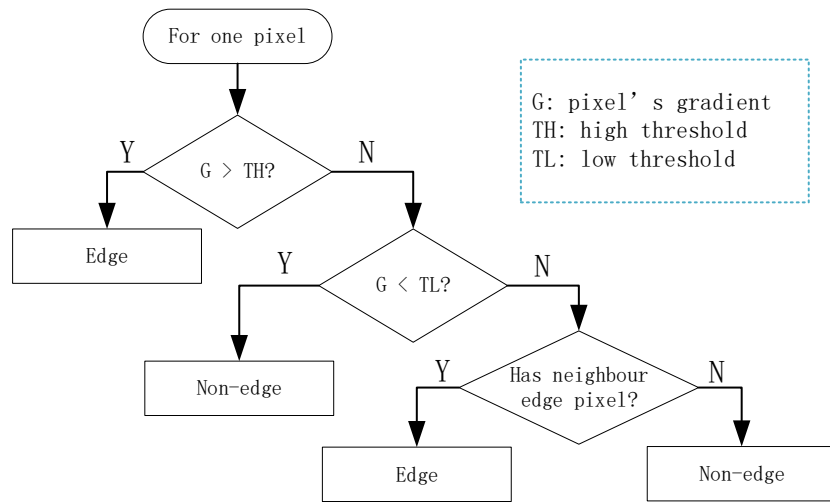 For one pixel
G: pixel’s gradient
TH: high threshold
TL: low threshold
Y
N
G > TH?
Edge
Y
N
G < TL?
Non-edge
Y
N
Has neighbour
edge pixel?
Edge
Non-edge